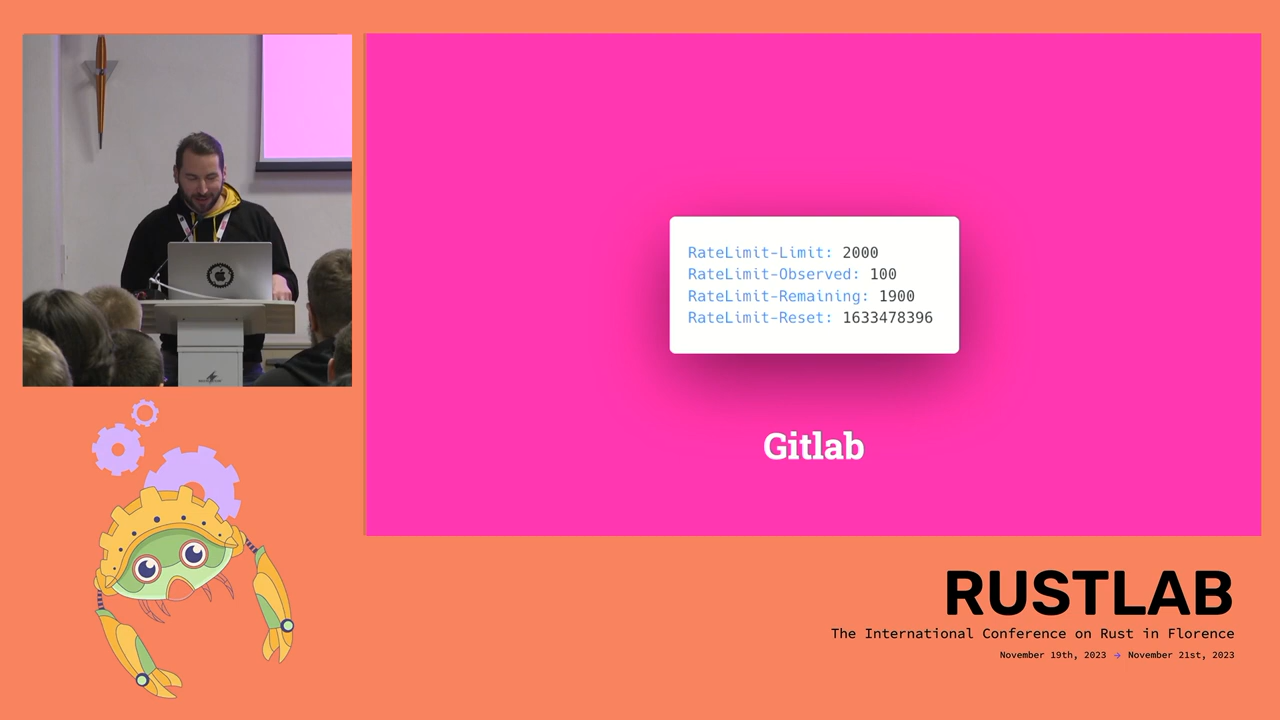 RateLimit-Limit: 2000
RateLimit-Observed: 100
RateLimit-Remaining: 1900
RateLimit-Reset: 1633478396
Gitlab
RUSTLAB
The International Conference on Rust in Florence
November 19th, 2023 → November 21st, 2023